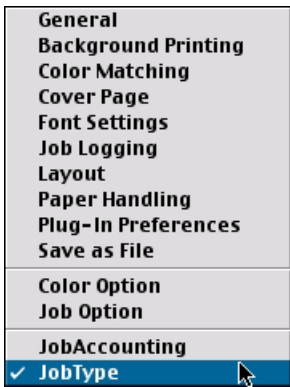 General
Background Printing
Color Matching
Cover Page
Font Settings
Job Logging
Layout
Paper Handling
Plug-In Preferences
Save as File
Color Option
Job Option
JobAccounting
✓ JobType